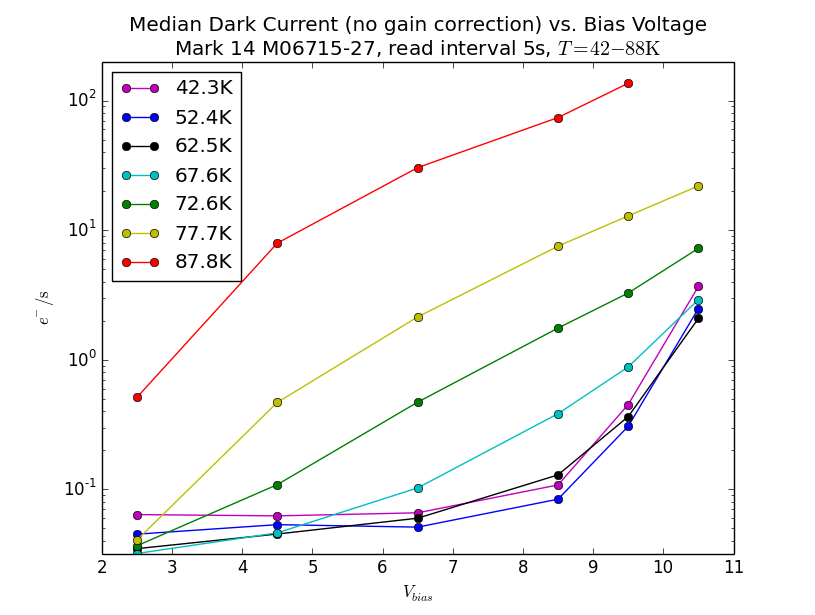 Median Dark Current (no gain correction) vs. Bias Voltage
Mark 14 M06715-27, read interval 5s, T=42−88K
42.3K
52.4K
62.5K
67.6K
72.6K
77.7K
87.8K
10²
10¹
10⁰
10⁻¹
e⁻/s
2 3 4 5 6 7 8 9 10 11
V_bias